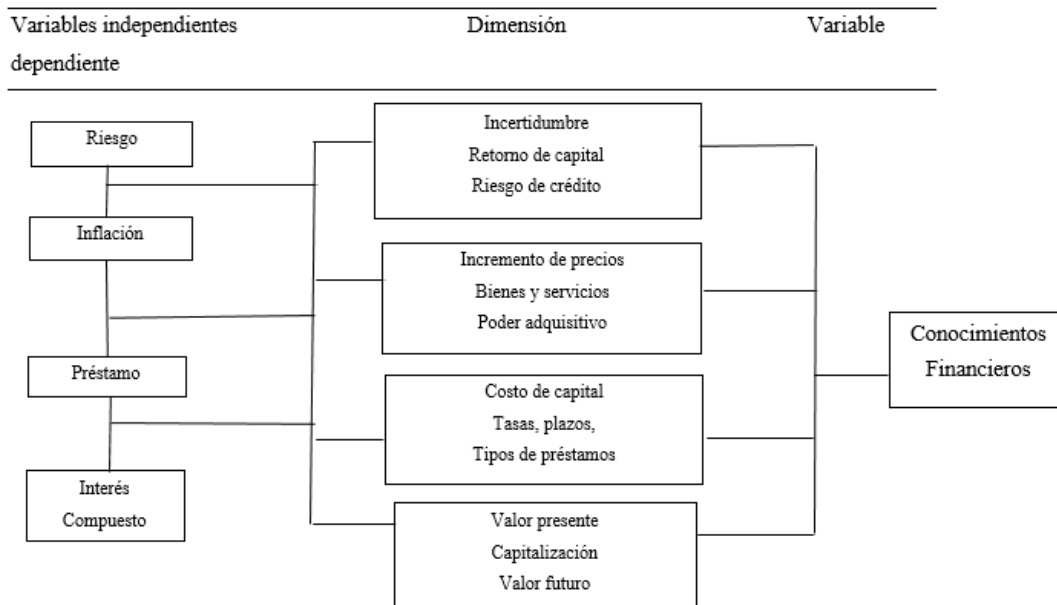 Variables independientes Dimensión Variable
dependiente
Riesgo
Inflación
Préstamo
Interés
Compuesto
Incertidumbre
Retorno de capital
Riesgo de crédito
Incremento de precios
Bienes y servicios
Poder adquisitivo
Costo de capital
Tasas, plazos,
Tipos de préstamos
Valor presente
Capitalización
Valor futuro
Conocimientos
Financieros